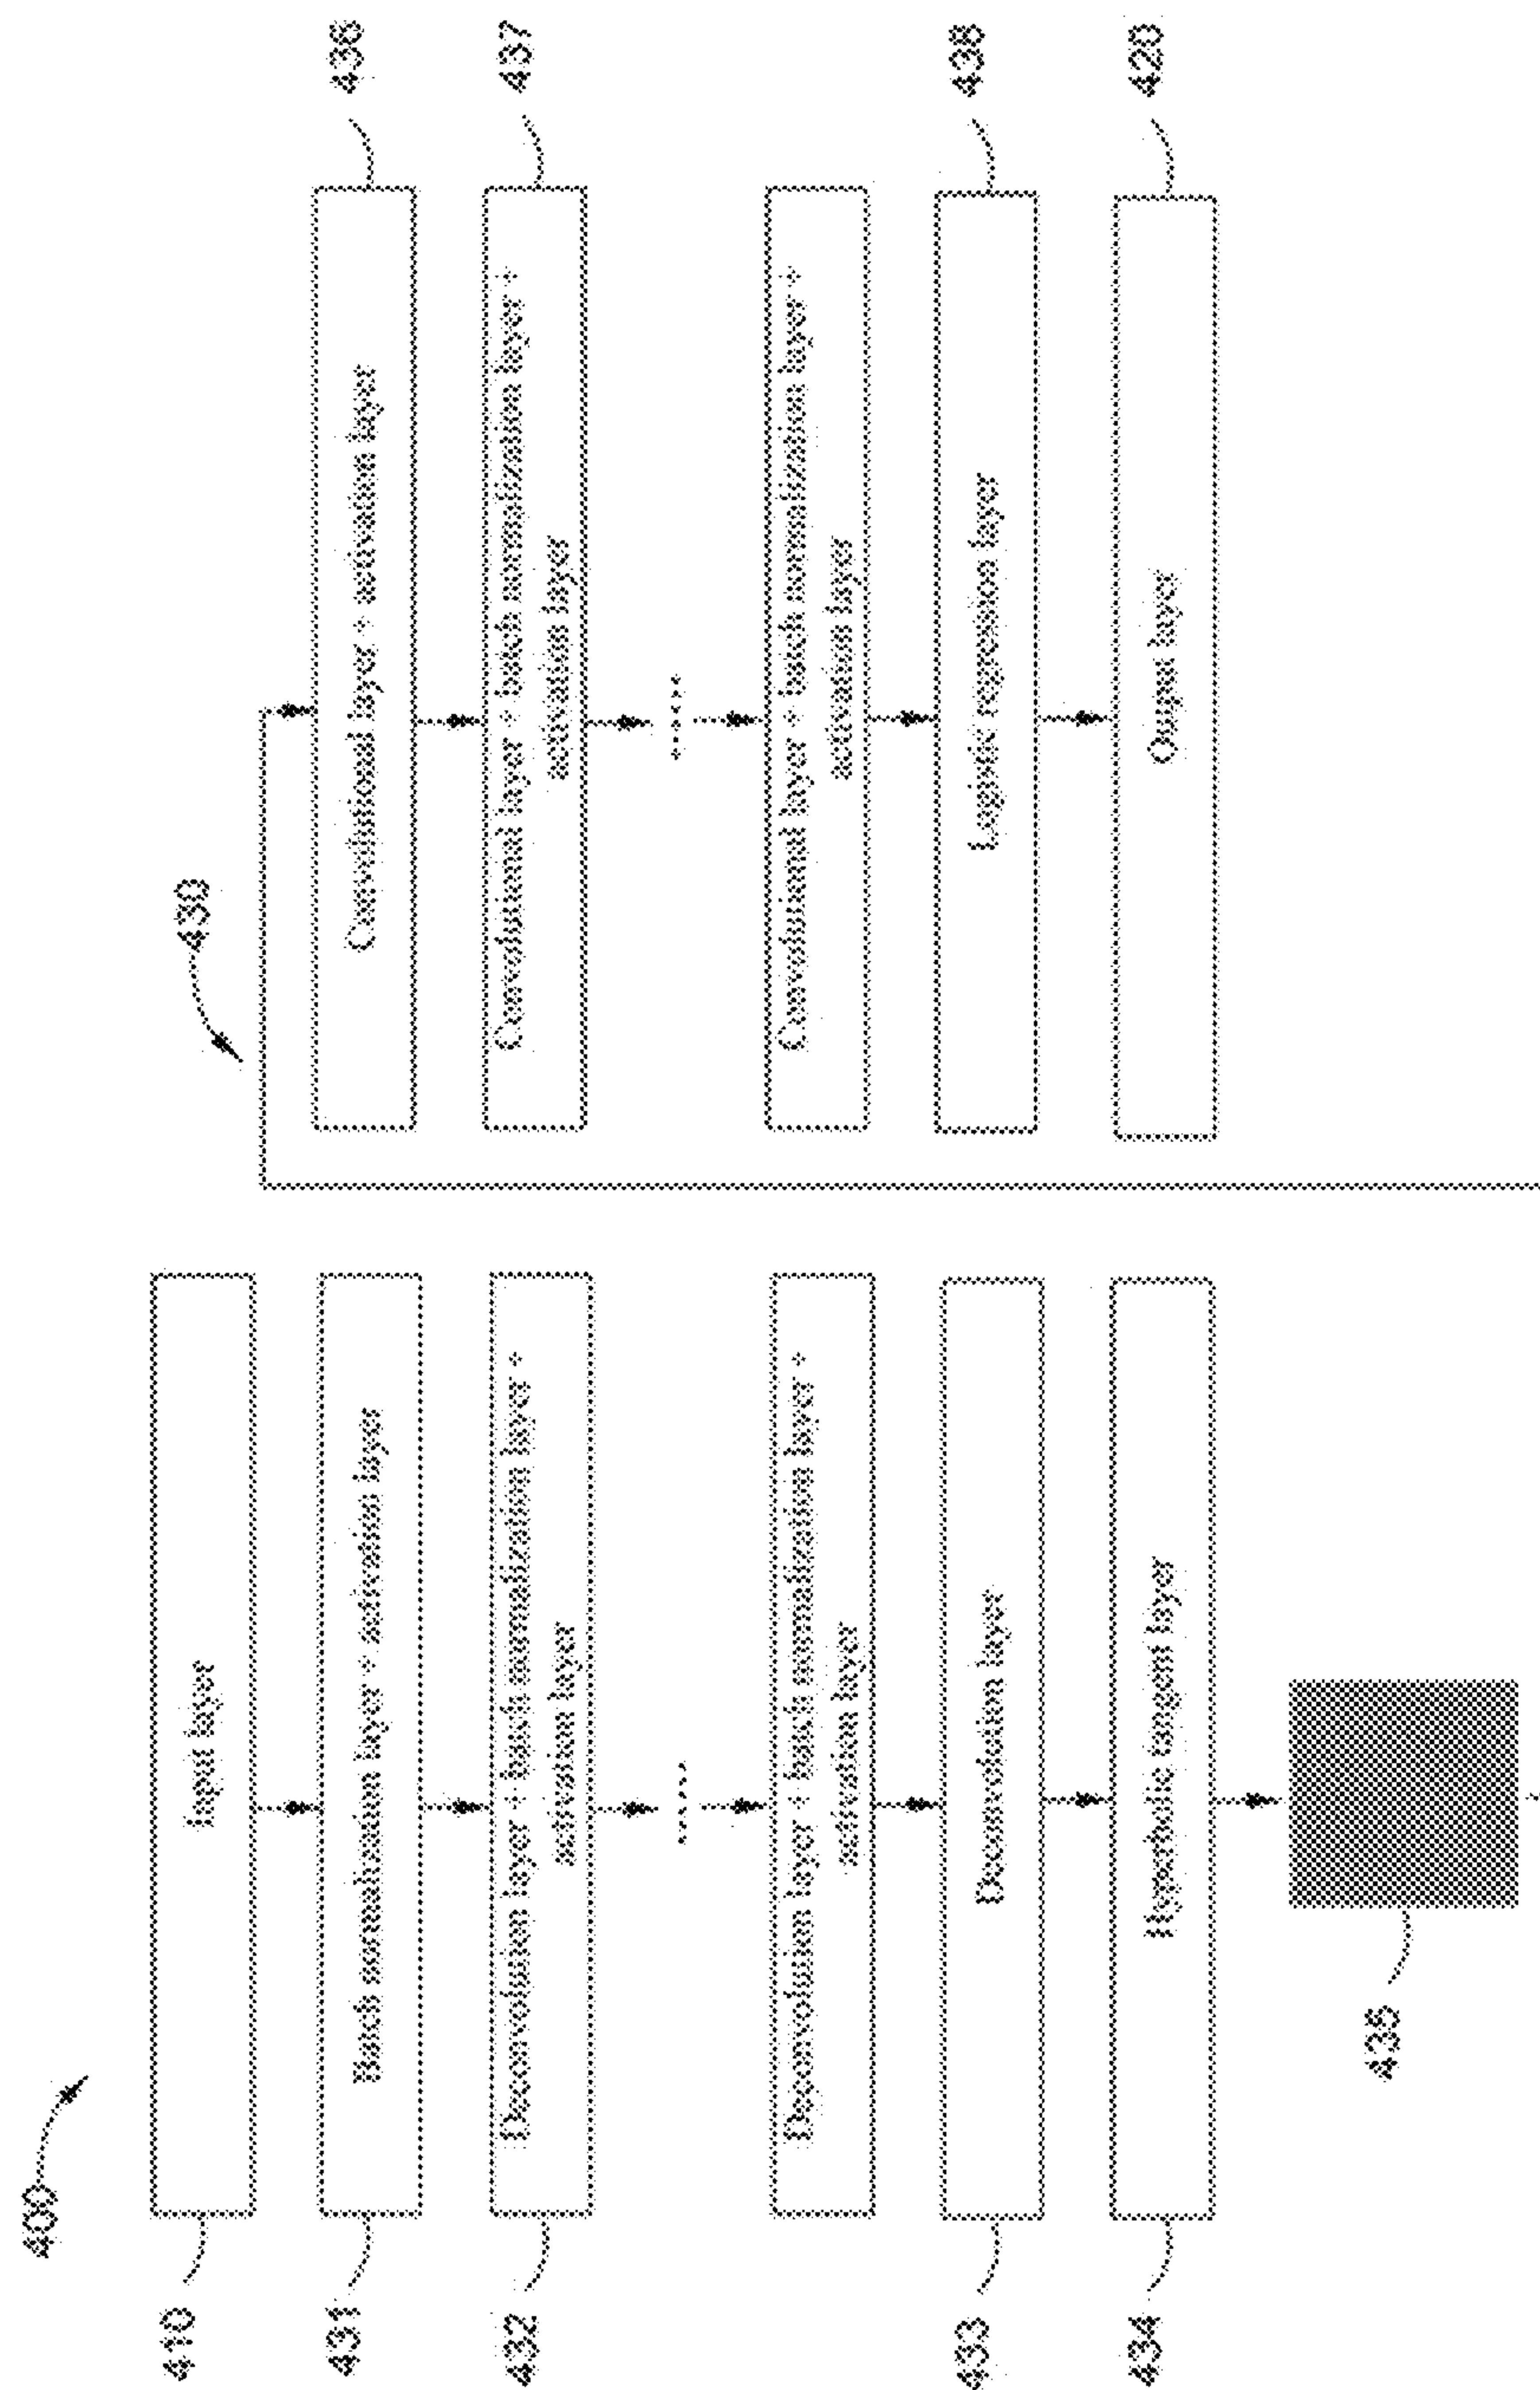 400
410
Input layer
431
Batch normalization layer + activation layer
432
Deconvolution layer + batch normalization layer +
activation layer
Deconvolution layer + batch normalization layer +
activation layer
433
Deconvolution layer
434
Hyperbolic tangent layer
435
430
436
Convolutional layer + activation layer
437
Convolutional layer + batch normalization layer +
activation layer
Convolutional layer + batch normalization layer +
activation layer
438
Logistic regression layer
420
Output layer